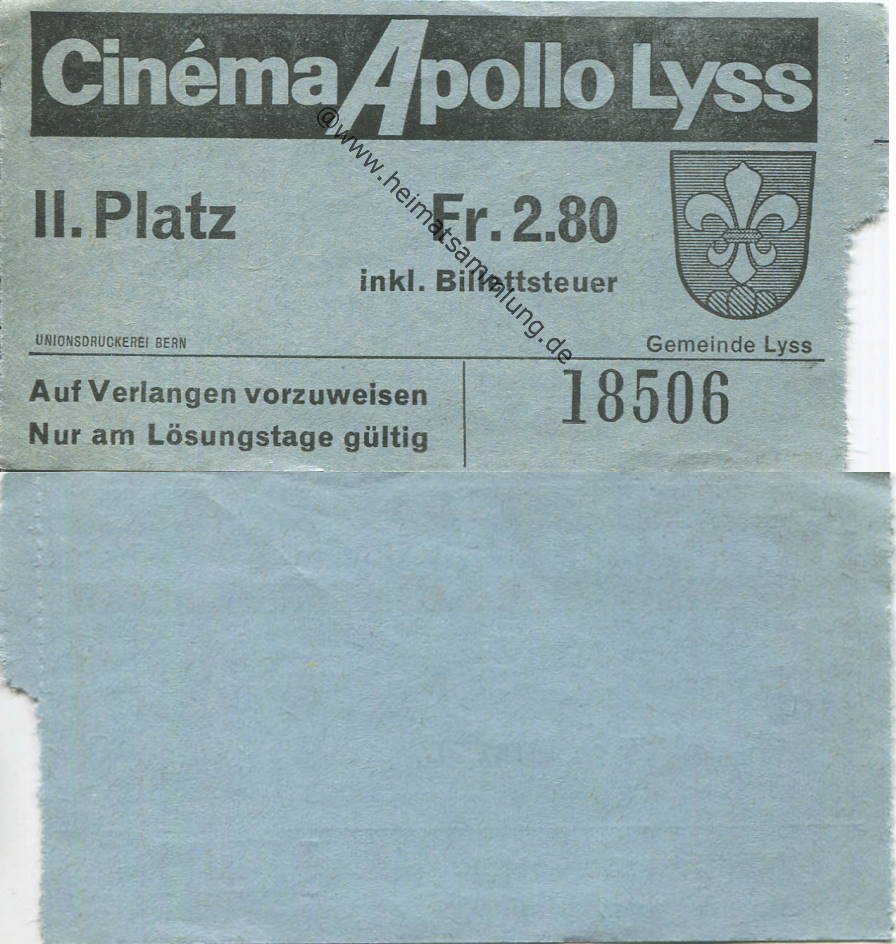 Cinéma Apollo Lyss
II. Platz
Fr. 2.80
inkl. Billettsteuer
UNIONSDRUCKEREI BERN
Gemeinde Lyss
Auf Verlangen vorzuweisen
Nur am Lösungstage gültig
18506
@www.heimatsammlung.de